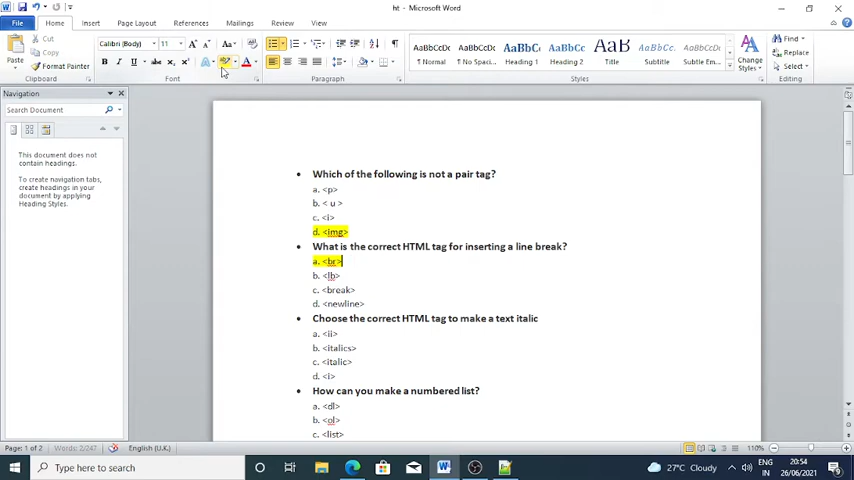 ht - Microsoft Word
File Home Insert Page Layout References Mailings Review View
Cut
Copy
Format Painter
Paste
Clipboard
Calibri (Body) 11
Font
Paragraph
AaBbCcDc AaBbCcDc AaBbC AaBbCc AaB AaBbCc. AaBbCcDc
¶ Normal ¶ No Spaci... Heading 1 Heading 2 Title Subtitle Subtle Em...
Styles
Change Styles
Find
Replace
Select
Editing
Navigation
Search Document
This document does not
contain headings.
To create navigation tabs,
create headings in your
document by applying
Heading Styles.
• Which of the following is not a pair tag?
a. <p>
b. < u >
c. <i>
d. <img>
• What is the correct HTML tag for inserting a line break?
a. <br>
b. <lb>
c. <break>
d. <newline>
• Choose the correct HTML tag to make a text italic
a. <ii>
b. <italics>
c. <italic>
d. <i>
• How can you make a numbered list?
a. <dl>
b. <ol>
c. <list>
Page: 1 of 2 Words: 2/247 English (U.K.) 110%
Type here to search
27°C Cloudy
ENG
IN
20:54
26/06/2021